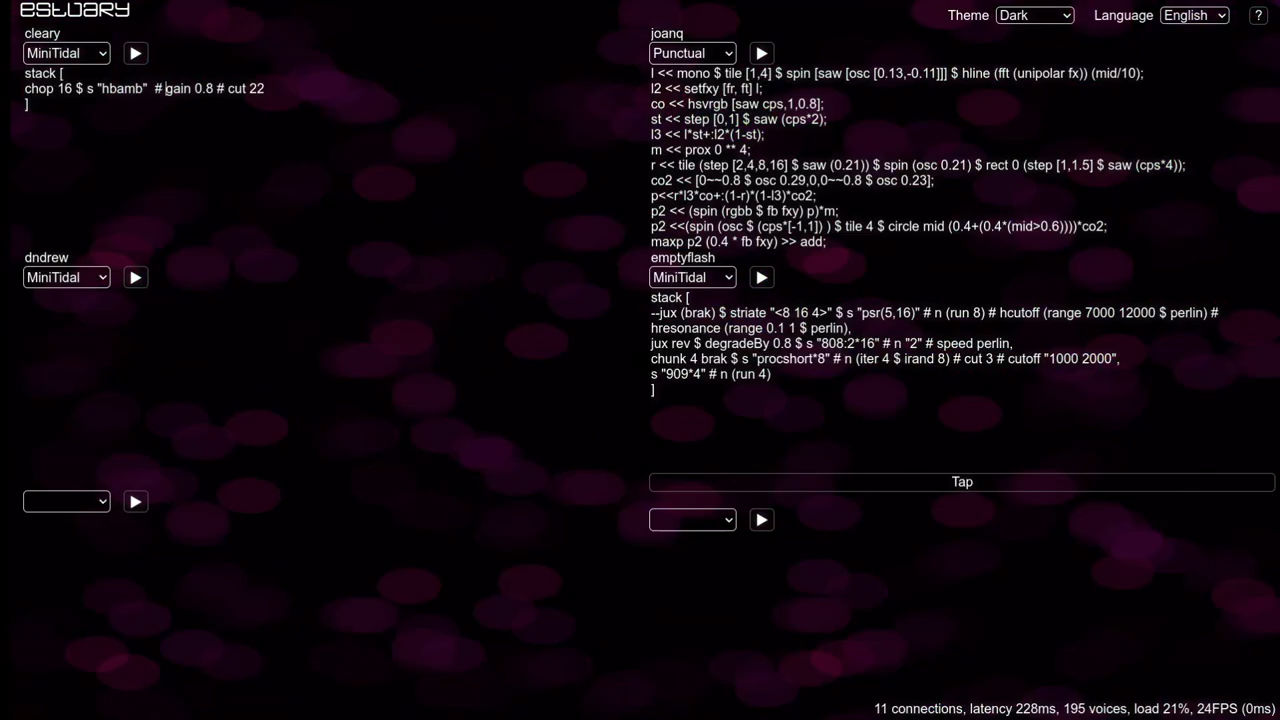 estuary
Theme Dark Language English ?
cleary
MiniTidal
stack [
chop 16 $ s "hbamb"  # gain 0.8 # cut 22
]
joanq
Punctual
l << mono $ tile [1,4] $ spin [saw [osc [0.13,-0.11]]] $ hline (fft (unipolar fx)) (mid/10);
l2 << setfxy [fr, ft] l;
co << hsvrgb [saw cps,1,0.8];
st << step [0,1] $ saw (cps*2);
l3 << l*st+:l2*(1-st);
m << prox 0 ** 4;
r << tile (step [2,4,8,16] $ saw (0.21)) $ spin (osc 0.21) $ rect 0 (step [1,1.5] $ saw (cps*4));
co2 << [0~~0.8 $ osc 0.29,0,0~~0.8 $ osc 0.23];
p<<r*l3*co+:(1-r)*(1-l3)*co2;
p2 << (spin (rgbb $ fb fxy) p)*m;
p2 <<(spin (osc $ (cps*[-1,1]) ) $ tile 4 $ circle mid (0.4+(0.4*(mid>0.6))))*co2;
maxp p2 (0.4 * fb fxy) >> add;
dndrew
MiniTidal
emptyflash
MiniTidal
stack [
--jux (brak) $ striate "<8 16 4>" $ s "psr(5,16)" # n (run 8) # hcutoff (range 7000 12000 $ perlin) #
hresonance (range 0.1 1 $ perlin),
jux rev $ degradeBy 0.8 $ s "808:2*16" # n "2" # speed perlin,
chunk 4 brak $ s "procshort*8" # n (iter 4 $ irand 8) # cut 3 # cutoff "1000 2000",
s "909*4" # n (run 4)
]
Tap
11 connections, latency 228ms, 195 voices, load 21%, 24FPS (0ms)